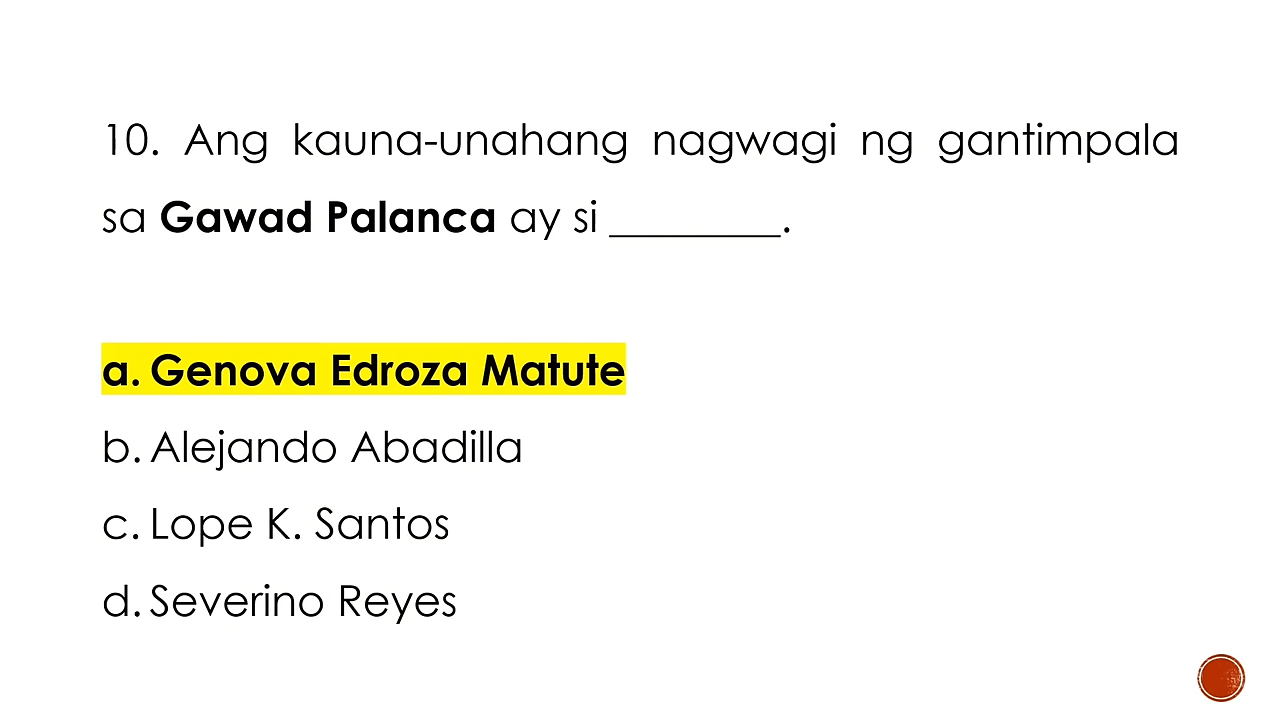 10. Ang kauna-unahang nagwagi ng gantimpala
sa Gawad Palanca ay si ________.
a. Genova Edroza Matute
b. Alejando Abadilla
c. Lope K. Santos
d. Severino Reyes